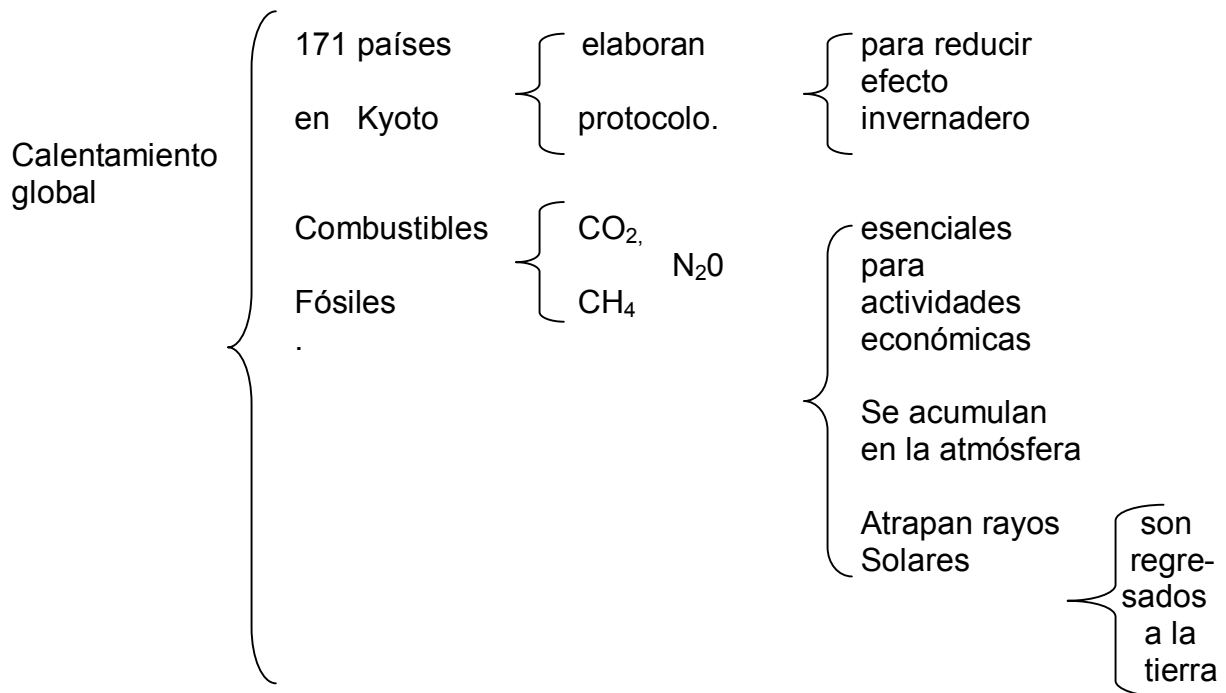 Calentamiento
global
171 países
en Kyoto
elaboran
protocolo.
para reducir
efecto
invernadero
Combustibles
Fósiles
.
CO₂,
N₂0
CH₄
esenciales
para
actividades
económicas
Se acumulan
en la atmósfera
Atrapan rayos
Solares
son
regre-
sados
a la
tierra